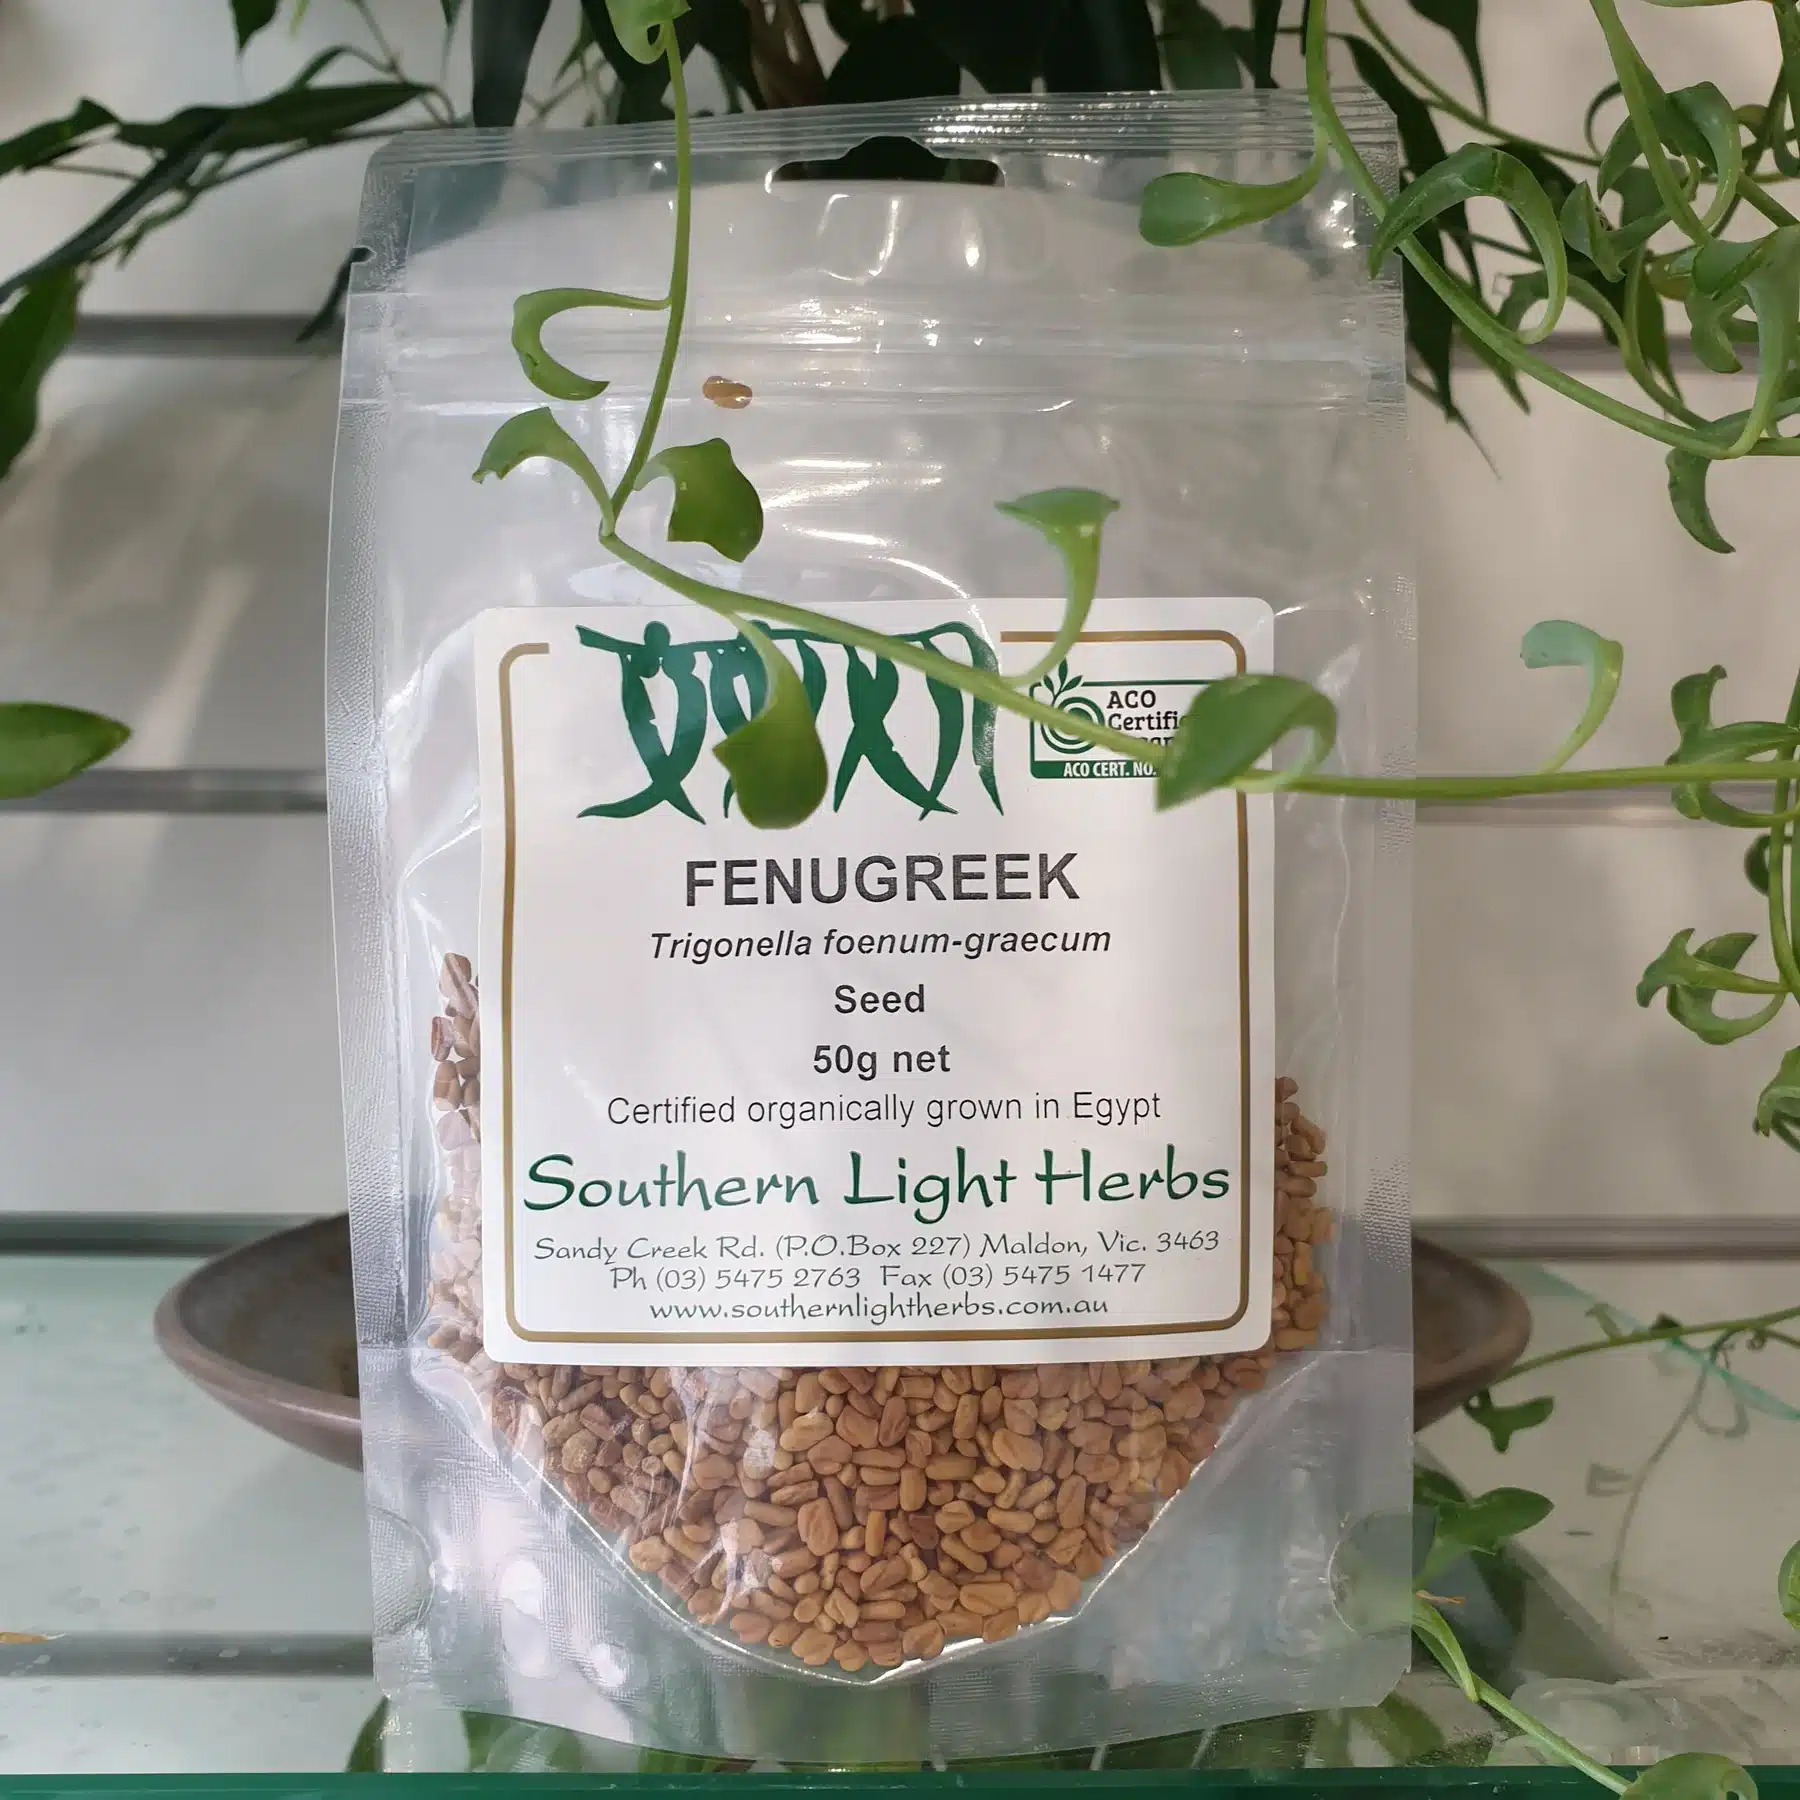 ACO
ACO CERT. NO.
FENUGREEK
Trigonella foenum-graecum
Seed
50g net
Certified organically grown in Egypt
Southern Light Herbs
Sandy Creek Rd. (P.O.Box 227) Maldon, Vic. 3463
Ph (03) 5475 2763 Fax (03) 5475 1477
www.southernlightherbs.com.au